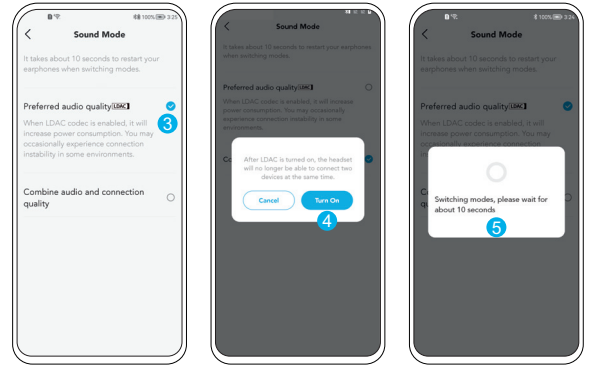 100% 3:25
Sound Mode
It takes about 10 seconds to restart your
earphones when switching modes.
Preferred audio quality LDAC
When LDAC codec is enabled, it will
increase power consumption. You may
occasionally experience connection
instability in some environments.
3
Combine audio and connection
quality
Sound Mode
It takes about 10 seconds to restart your earphones
when switching modes.
Preferred audio quality LDAC
When LDAC codec is enabled, it will increase
power consumption. You may occasionally
experience connection instability in some
environments.
Co
After LDAC is turned on, the headset
will no longer be able to connect two
devices at the same time.
Cancel
Turn On
4
100% 3:24
Sound Mode
It takes about 10 seconds to restart your
earphones when switching modes.
Preferred audio quality LDAC
When LDAC codec is enabled, it will
increase power consumption. You may
occasionally experience connection
in
Switching modes, please wait for
about 10 seconds
5